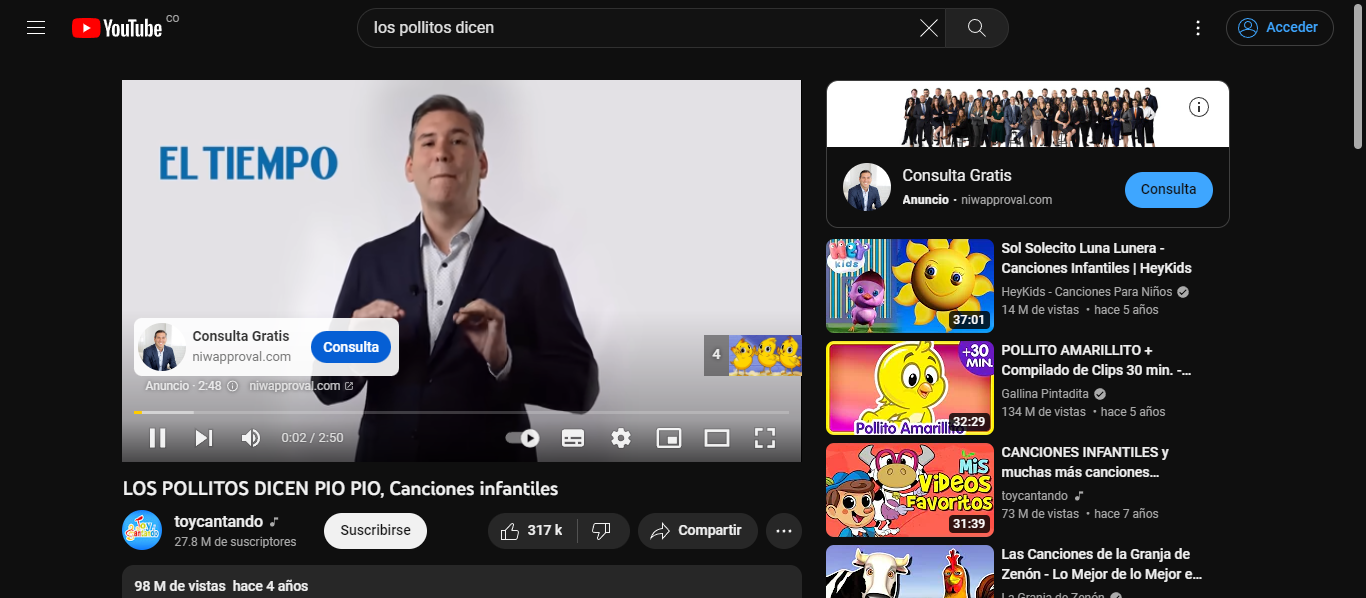 YouTube CO
los pollitos dicen
Acceder
EL TIEMPO
Consulta Gratis
niwapproval.com
Consulta
Anuncio · 2:48
niwapproval.com
4
0:02 / 2:50
LOS POLLITOS DICEN PIO PIO, Canciones infantiles
toycantando
27.8 M de suscriptores
Suscribirse
317 k
Compartir
98 M de vistas hace 4 años
Consulta Gratis
Anuncio · niwapproval.com
Consulta
HEY
kids
37:01
Sol Solecito Luna Lunera -
Canciones Infantiles | HeyKids
HeyKids - Canciones Para Niños
14 M de vistas · hace 5 años
+30
MIN
Pollito Amarillito
32:29
POLLITO AMARILLITO +
Compilado de Clips 30 min. -...
Gallina Pintadita
134 M de vistas · hace 5 años
Mis
Videos
Favoritos
31:39
CANCIONES INFANTILES y
muchas más canciones...
toycantando
73 M de vistas · hace 7 años
Las Canciones de la Granja de
Zenón - Lo Mejor de lo Mejor e...
La Granja de Zenón